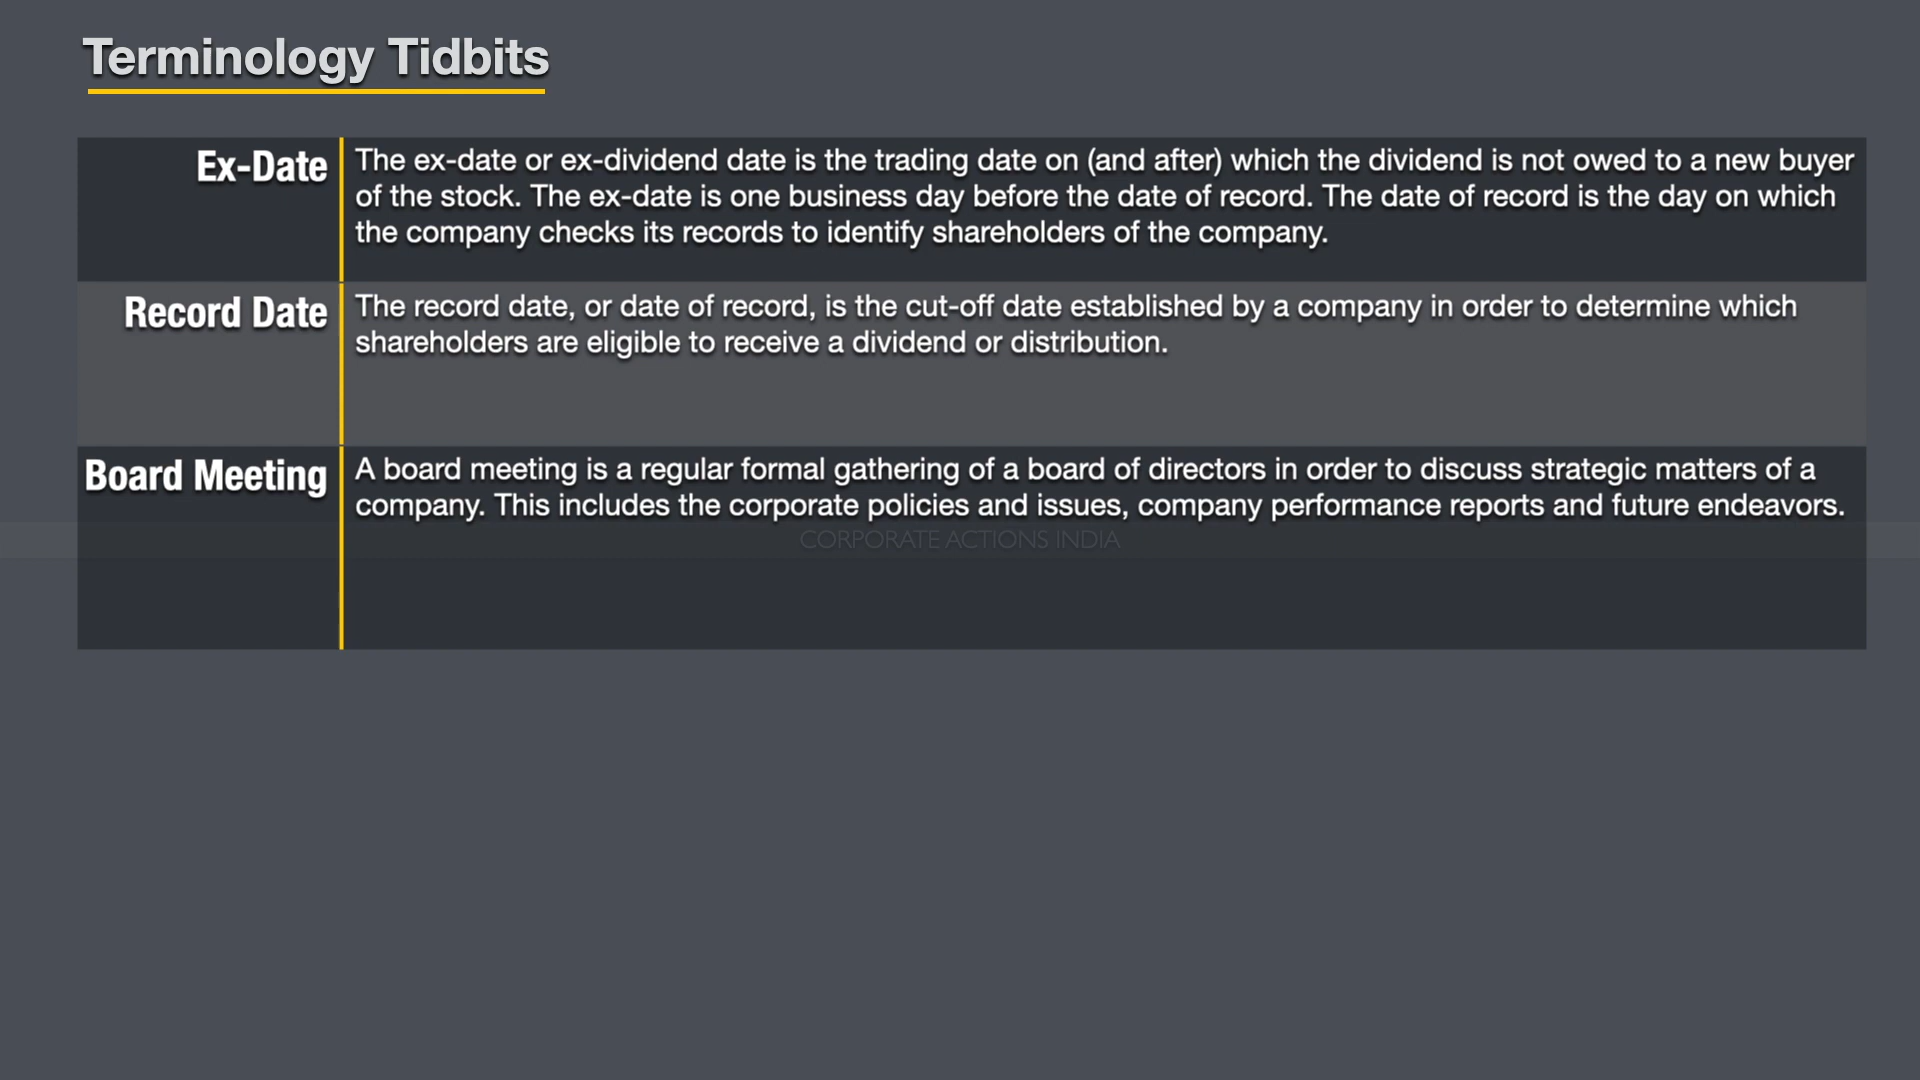 Terminology Tidbits
Ex-Date
The ex-date or ex-dividend date is the trading date on (and after) which the dividend is not owed to a new buyer
of the stock. The ex-date is one business day before the date of record. The date of record is the day on which
the company checks its records to identify shareholders of the company.
Record Date
The record date, or date of record, is the cut-off date established by a company in order to determine which
shareholders are eligible to receive a dividend or distribution.
Board Meeting
A board meeting is a regular formal gathering of a board of directors in order to discuss strategic matters of a
company. This includes the corporate policies and issues, company performance reports and future endeavors.
CORPORATE ACTIONS INDIA